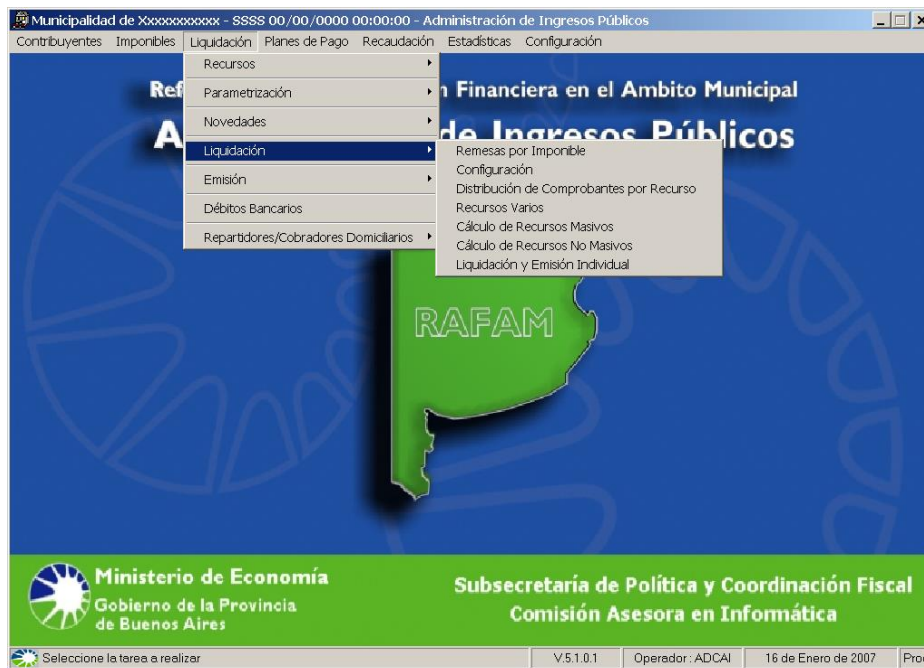 Municipalidad de Xxxxxxxxxxx - SSSS 00/00/0000 00:00:00 - Administración de Ingresos Públicos
Contribuyentes Imponibles Liquidación Planes de Pago Recaudación Estadísticas Configuración
Recursos
Parametrización
Novedades
Liquidación
Emisión
Débitos Bancarios
Repartidores/Cobradores Domiciliarios
Remesas por Imponible
Configuración
Distribución de Comprobantes por Recurso
Recursos Varios
Cálculo de Recursos Masivos
Cálculo de Recursos No Masivos
Liquidación y Emisión Individual
Financiera en el Ambito Municipal
de Ingresos Públicos
RAFAM
Ministerio de Economía
Gobierno de la Provincia
de Buenos Aires
Subsecretaría de Política y Coordinación Fiscal
Comisión Asesora en Informática
Seleccione la tarea a realizar V.5.1.0.1 Operador : ADCAI 16 de Enero de 2007